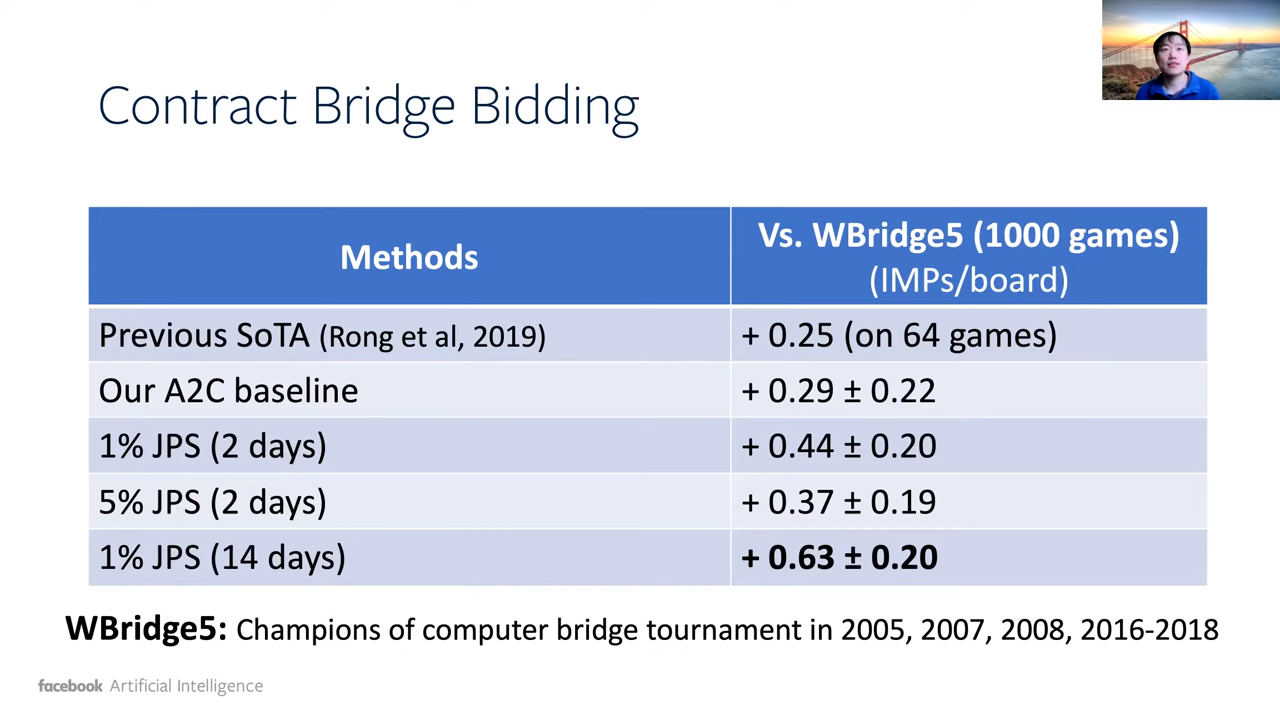 Contract Bridge Bidding
Methods
Vs. WBridge5 (1000 games)
(IMPs/board)
Previous SoTA (Rong et al, 2019)
+ 0.25 (on 64 games)
Our A2C baseline
+ 0.29 ± 0.22
1% JPS (2 days)
+ 0.44 ± 0.20
5% JPS (2 days)
+ 0.37 ± 0.19
1% JPS (14 days)
+ 0.63 ± 0.20
WBridge5: Champions of computer bridge tournament in 2005, 2007, 2008, 2016-2018
facebook Artificial Intelligence